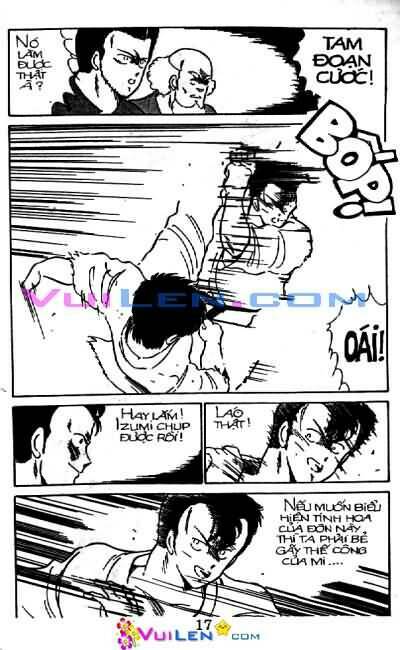 NÓ
LÀM
ĐƯỢC
THẬT
À?
TAM
ĐOẠN
CƯỚC!
BỐP!
VUILEN.COM
OÁI!
HAY LẮM!
IZUMI CHỤP
ĐƯỢC RỒI!
LÁO
THẬT!
NẾU MUỐN BIỂU
HIỆN TINH HOA
CỦA ĐÒN NÀY,
THÌ TA PHẢI BẺ
GẪY THẾ CÔNG
CỦA MI....
17
VUILEN.COM